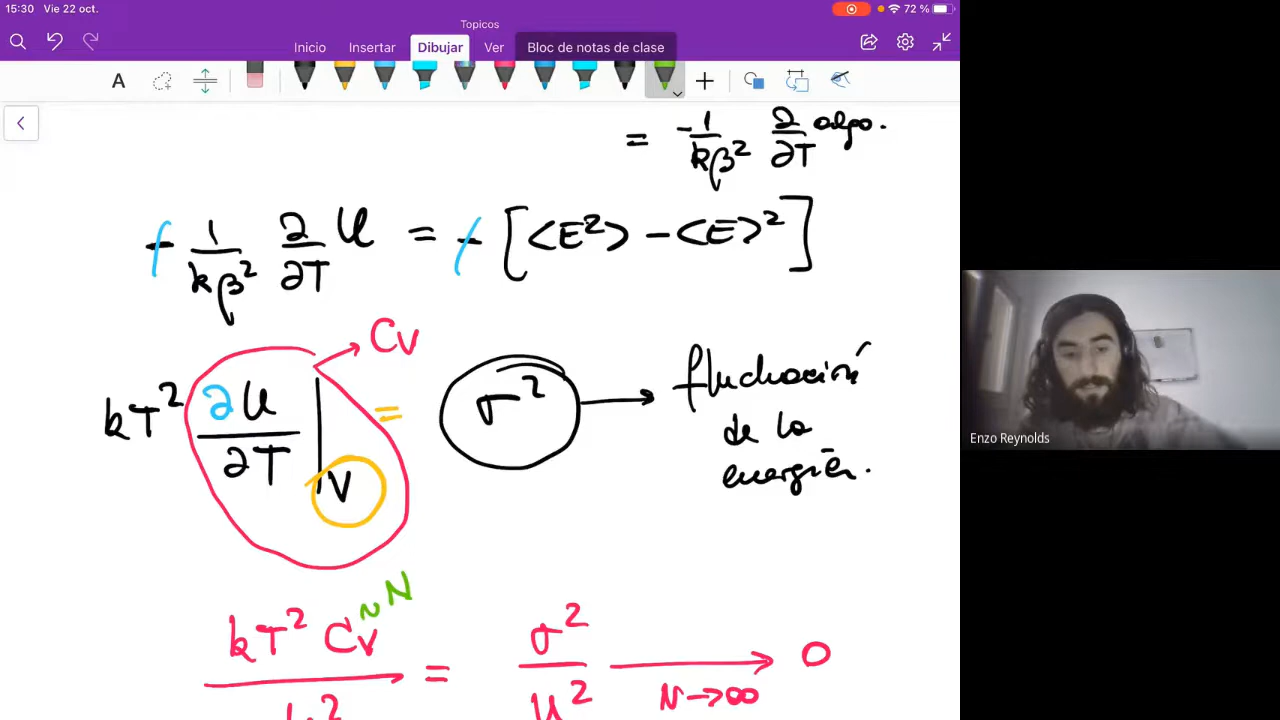 15:30 Vie 22 oct.
72 %
Topicos
Inicio Insertar Dibujar Ver Bloc de notas de clase
A
= -1/kβ² ∂/∂T algo.
- 1/kβ² ∂/∂T U = - [<E²> - <E>²]
Cv
kT² ∂U/∂T |V = σ² → fluctuación
de la
energía.
Enzo Reynolds
~ N
kT² Cv / U² = σ²/U² → 0
N→∞